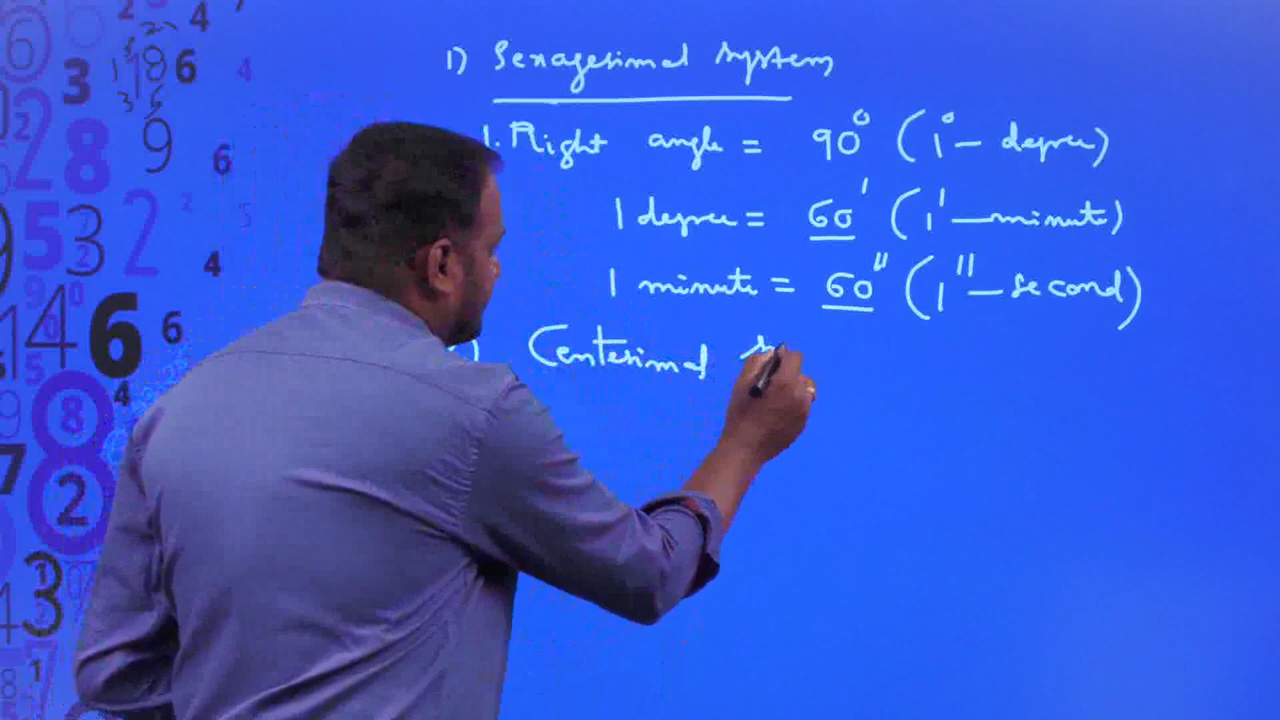 1) Sexagesimal system
1. Right angle = 90° (1° - degree)
1 degree = 60' (1' - minute)
1 minute = 60" (1" - second)
) Centesimal